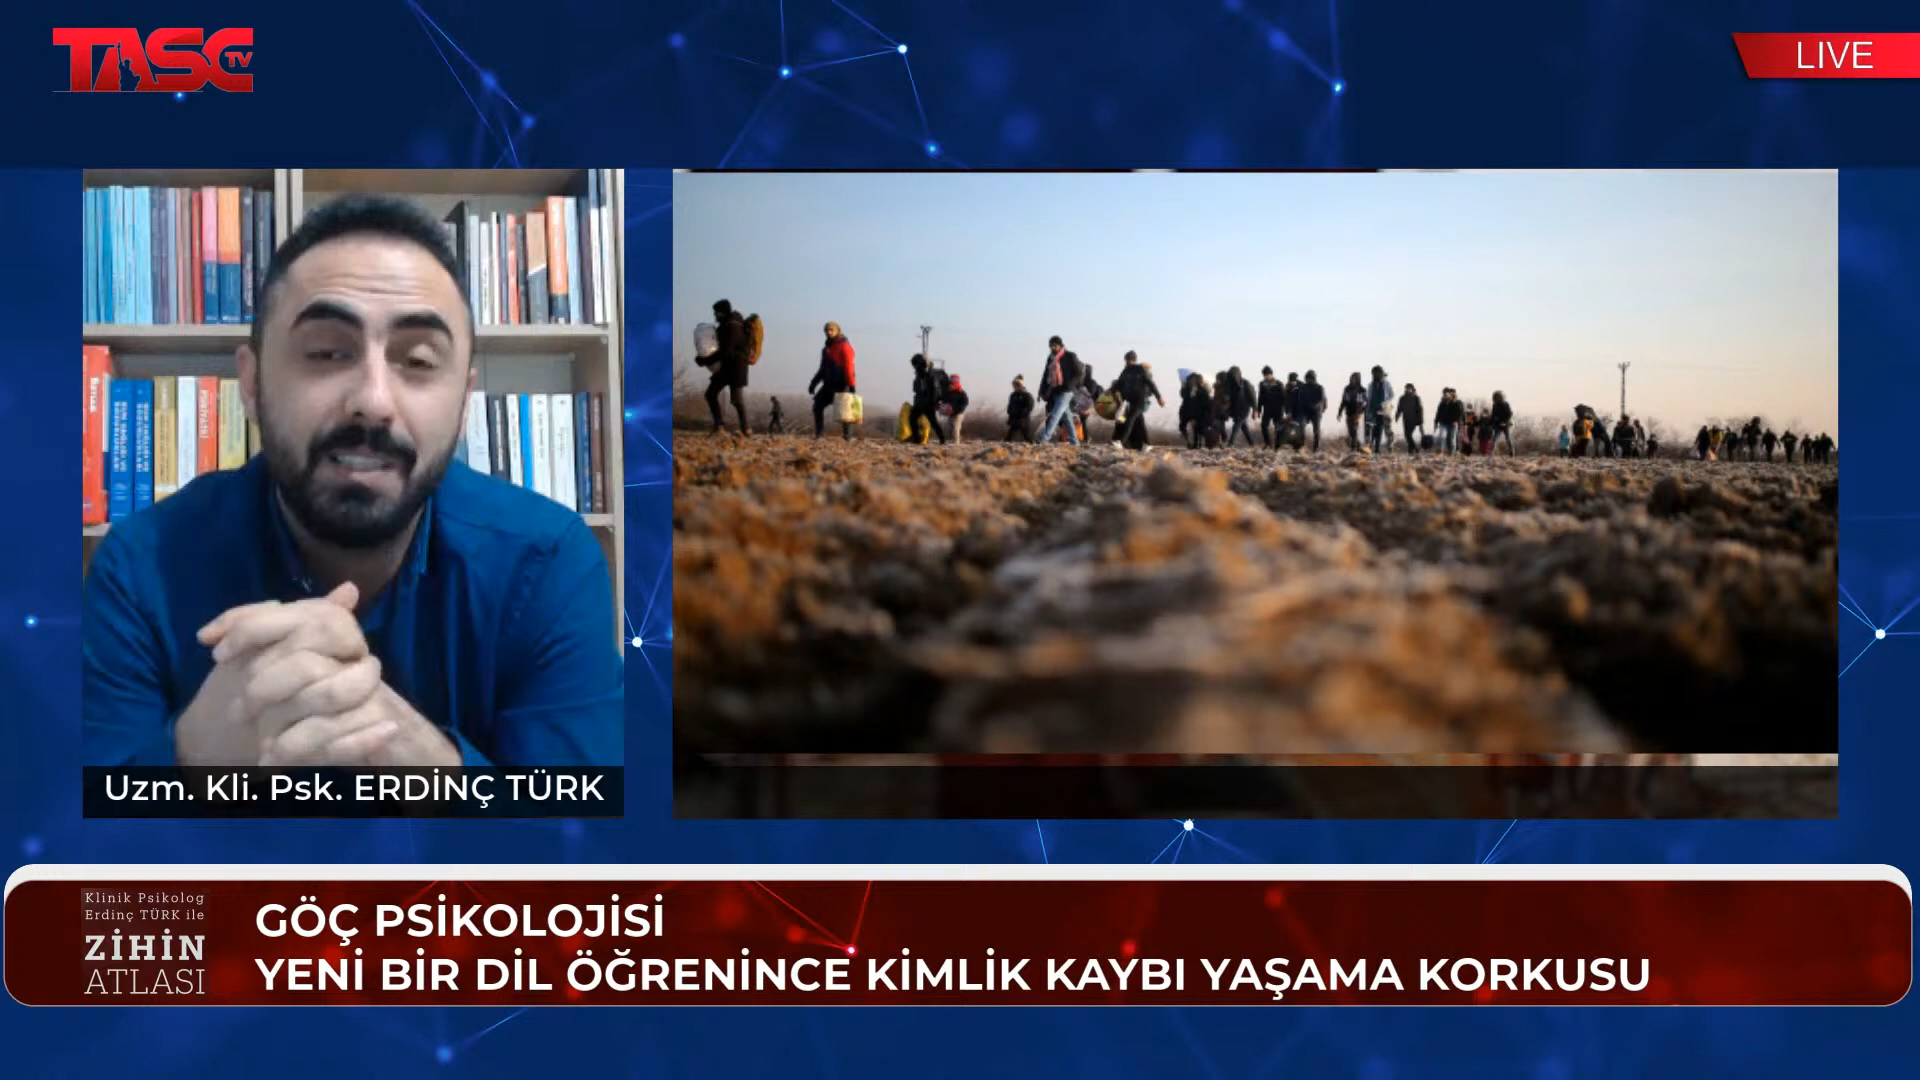 TASC TV
LIVE
Uzm. Kli. Psk. ERDİNÇ TÜRK
Klinik Psikolog
Erdinç TÜRK ile
ZİHİN
ATLASI
GÖÇ PSİKOLOJİSİ
YENİ BİR DİL ÖĞRENİNCE KİMLİK KAYBI YAŞAMA KORKUSU